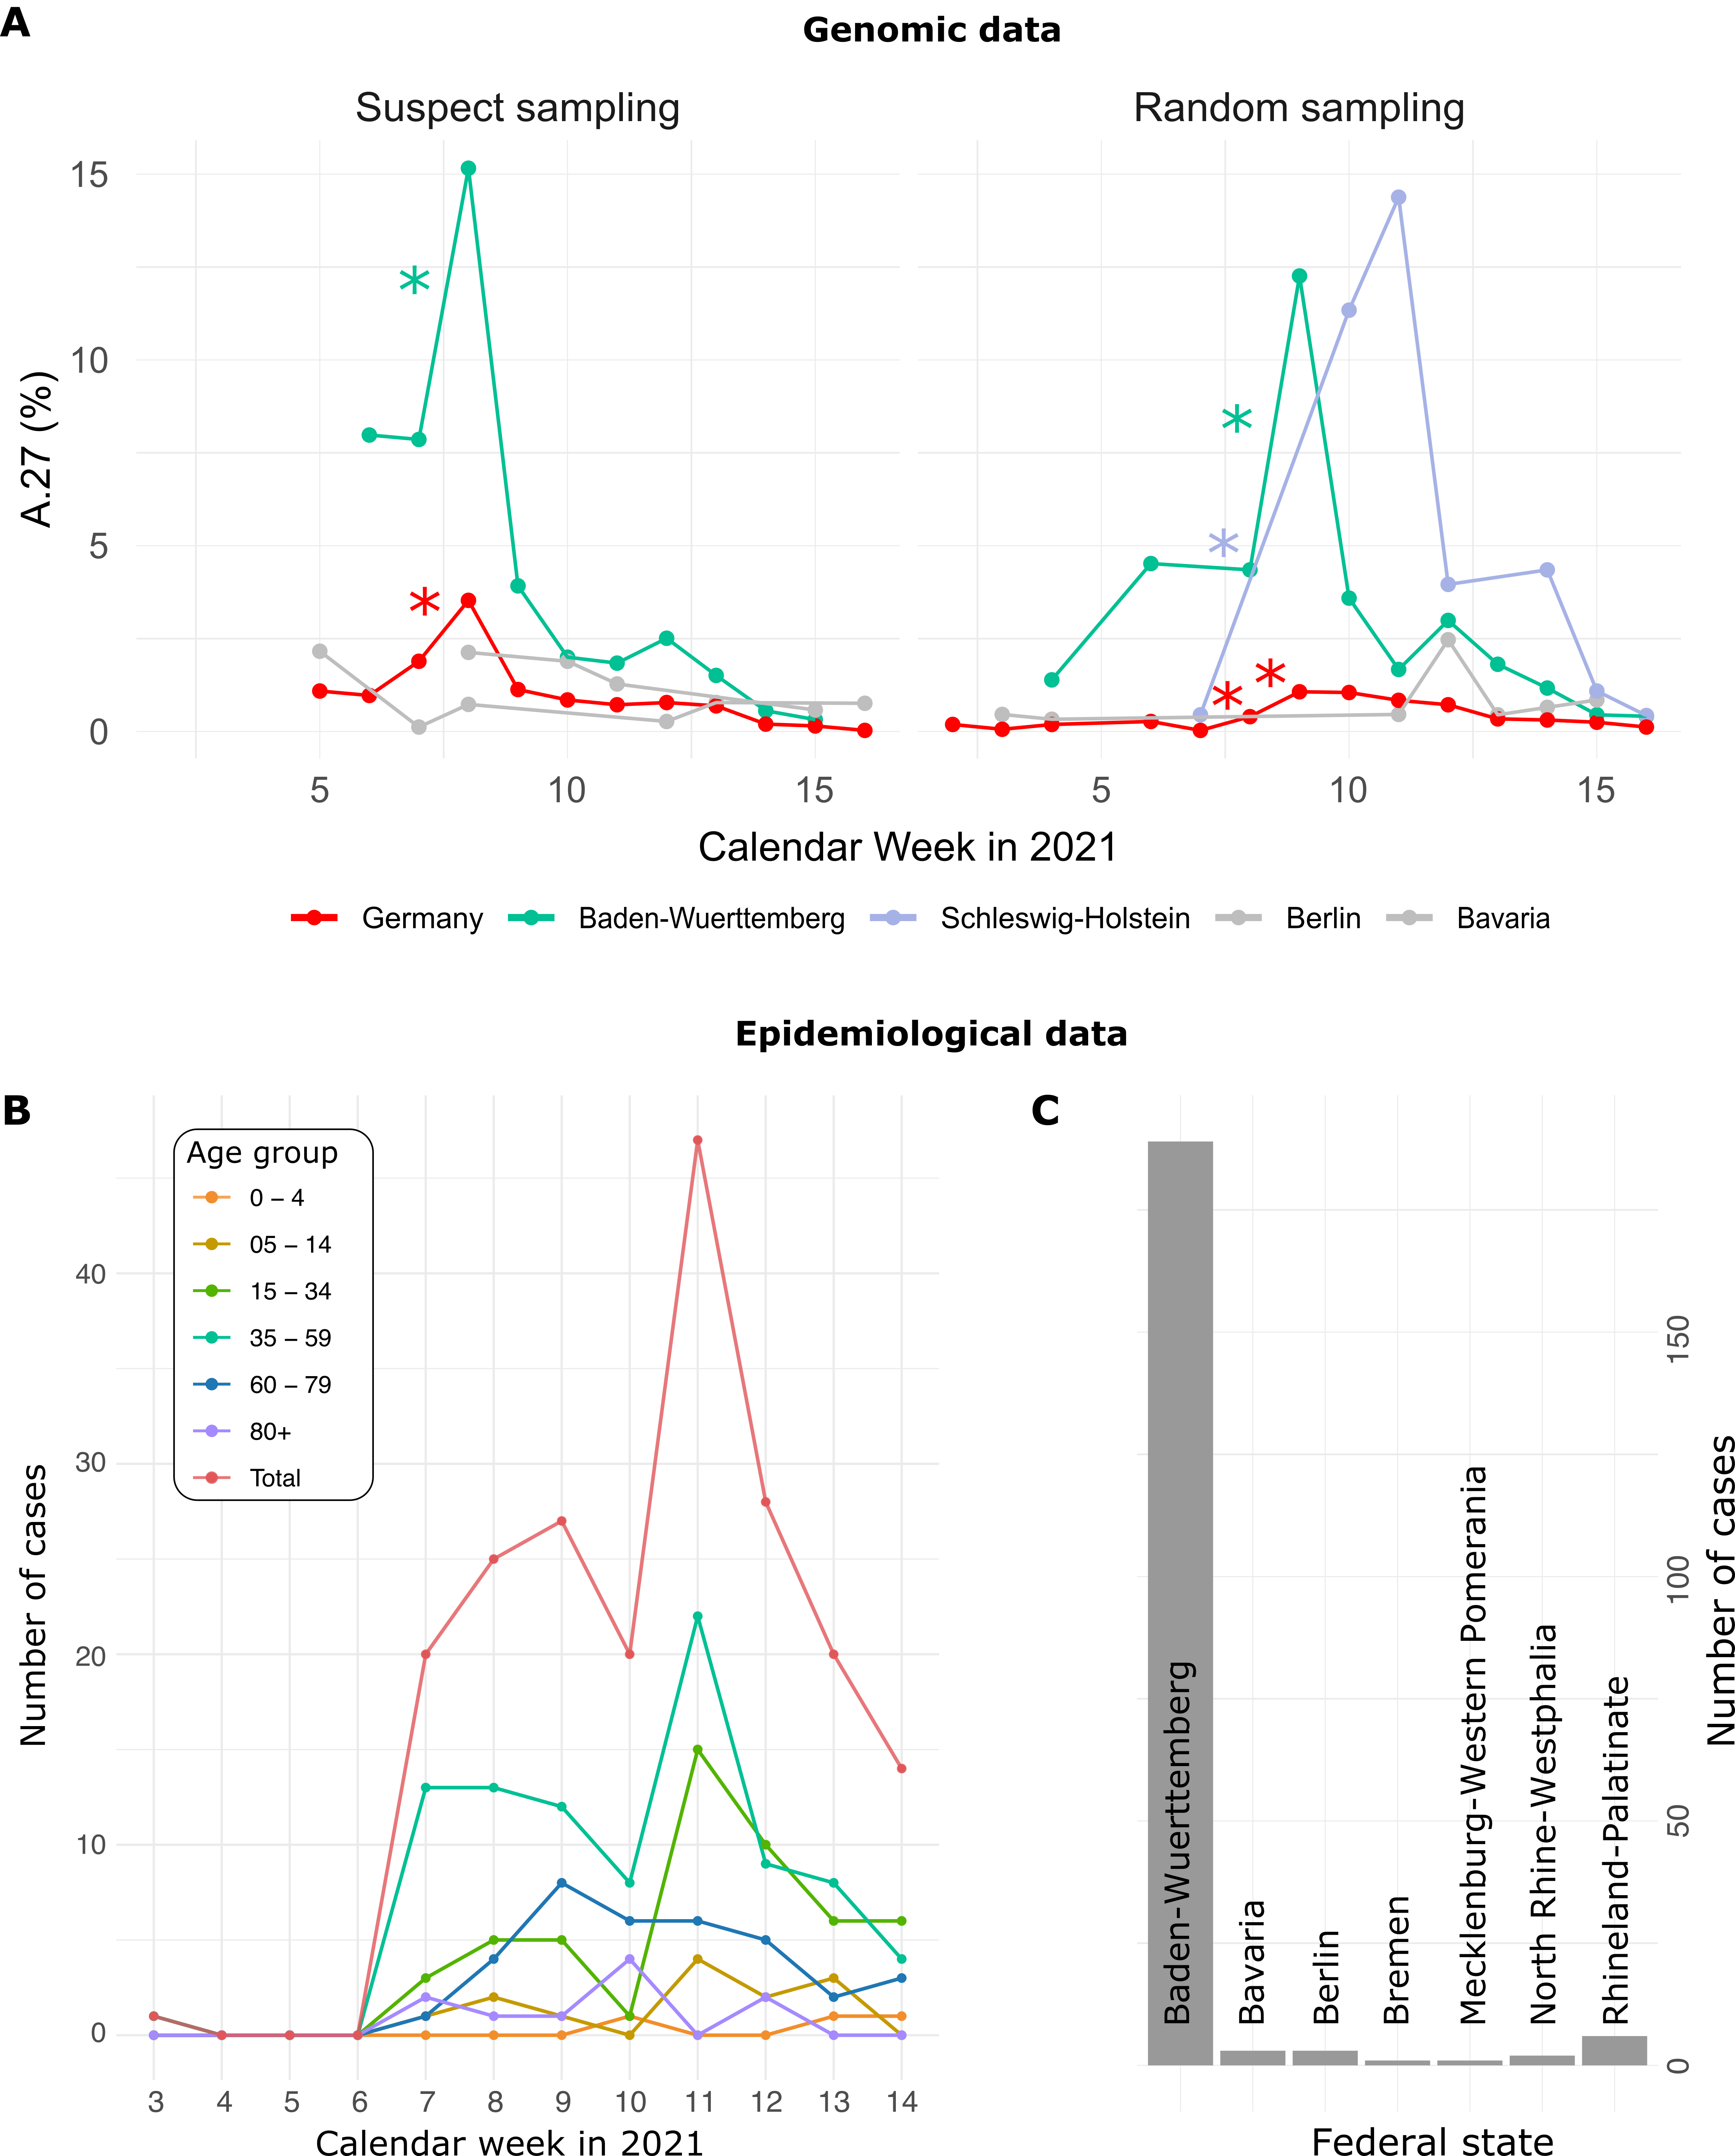 A
Genomic data
Suspect sampling
Random sampling
15
10
5
0
A.27 (%)
5
10
15
5
10
15
Calendar Week in 2021
Germany
Baden-Wuerttemberg
Schleswig-Holstein
Berlin
Bavaria
Epidemiological data
B
Age group
0 – 4
05 – 14
15 – 34
35 – 59
60 – 79
80+
Total
40
30
20
10
0
Number of cases
3
4
5
6
7
8
9
10
11
12
13
14
Calendar week in 2021
C
Baden-Wuerttemberg
Bavaria
Berlin
Bremen
Mecklenburg-Western Pomerania
North Rhine-Westphalia
Rhineland-Palatinate
150
100
50
0
Number of cases
Federal state